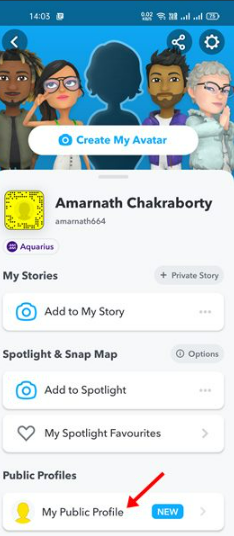 14:03
0.02 KB/S
73
Create My Avatar
Amarnath Chakraborty
amarnath664
Aquarius
My Stories
+ Private Story
Add to My Story
Spotlight & Snap Map
Options
Add to Spotlight
My Spotlight Favourites
Public Profiles
My Public Profile
NEW